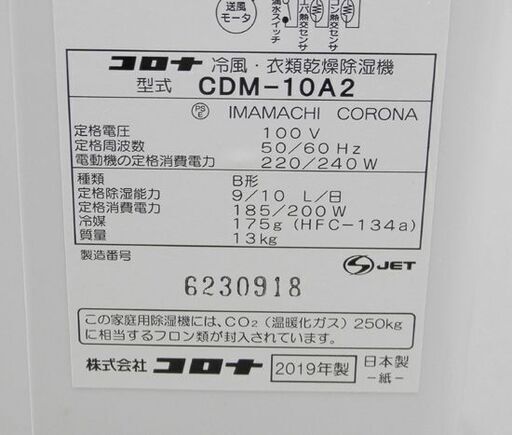 送風
モータ
満水スイッチ
エバ熱交センサ
コン熱交センサ
コロナ 冷風・衣類乾燥除湿機
型式 CDM-10A2
PS
E IMAMACHI CORONA
定格電圧 100V
定格周波数 50/60Hz
電動機の定格消費電力 220/240W
種類 B形
定格除湿能力 9/10 L/日
定格消費電力 185/200W
冷媒 175g (HFC-134a)
質量 13kg
製造番号 JET
6230918
この家庭用除湿機には、CO2（温暖化ガス）250kg
に相当するフロン類が封入されています。
株式会社 コロナ 2019年製 日本製
-紙-